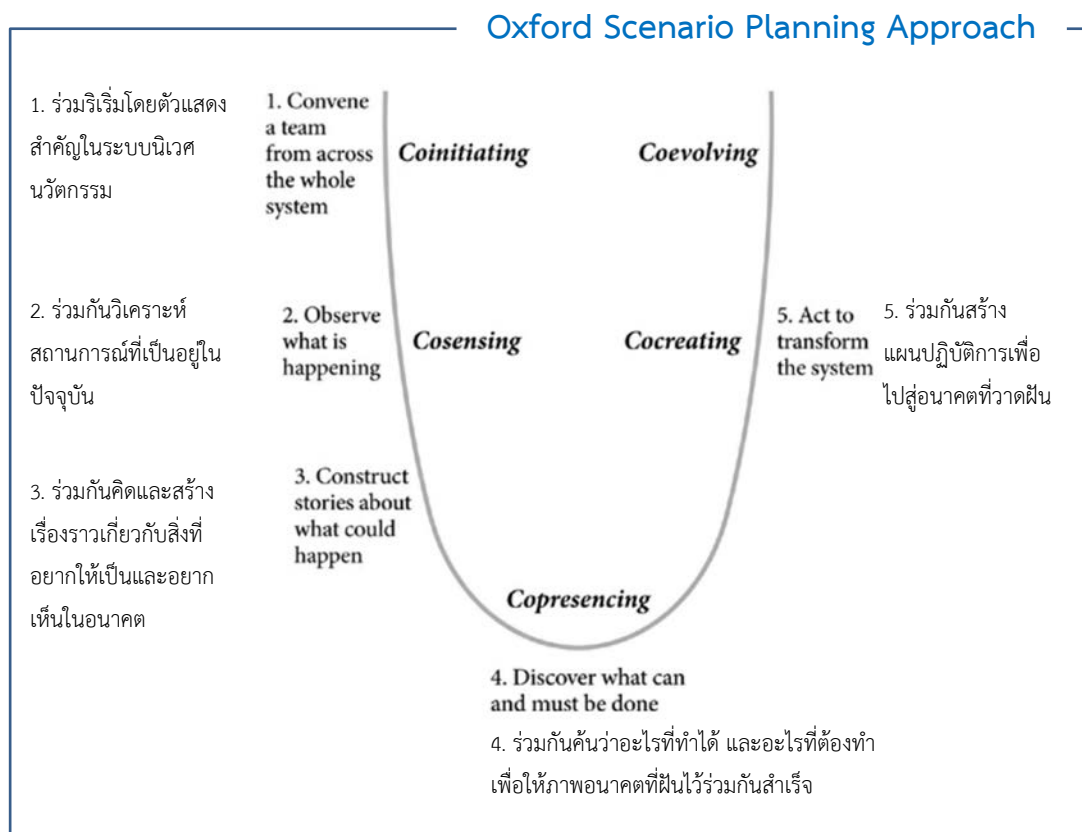 Oxford Scenario Planning Approach
1. ร่วมริเริ่มโดยตัวแสดง
สำคัญในระบบนิเวศ
นวัตกรรม
1. Convene
a team
from across
the whole
system
Coinitiating
Coevolving
2. ร่วมกันวิเคราะห์
สถานการณ์ที่เป็นอยู่ใน
ปัจจุบัน
2. Observe
what is
happening
Cosensing
Cocreating
5. Act to
transform
the system
5. ร่วมกันสร้าง
แผนปฏิบัติการเพื่อ
ไปสู่อนาคตที่วาดฝัน
3. ร่วมกันคิดและสร้าง
เรื่องราวเกี่ยวกับสิ่งที่
อยากให้เป็นและอยาก
เห็นในอนาคต
3. Construct
stories about
what could
happen
Copresencing
4. Discover what can
and must be done
4. ร่วมกันค้นว่าอะไรที่ทำได้ และอะไรที่ต้องทำ
เพื่อให้ภาพอนาคตที่ฝันไว้ร่วมกันสำเร็จ